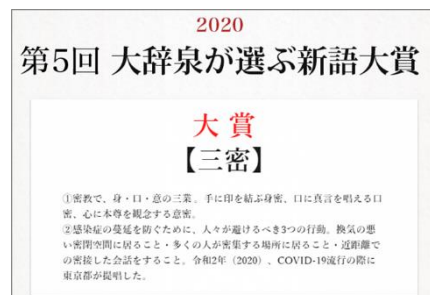 2020
第5回 大辞泉が選ぶ新語大賞
大賞
【三密】
①密教で、身・口・意の三業。手に印を結ぶ身密、口に真言を唱える口
密、心に本尊を観念する意密。
②感染症の蔓延を防ぐために、人々が避けるべき3つの行動。換気の悪
い密閉空間に居ること・多くの人が密集する場所に居ること・近距離で
の密接した会話をすること。令和2年（2020）、COVID-19流行の際に
東京都が提唱した。